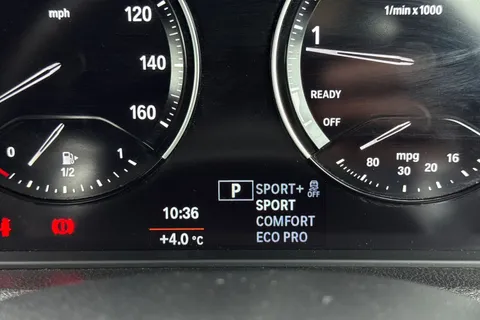 mph
120
140
160
0
1/2
1
1/min x 1000
1
READY
OFF
80
mpg
30
20
16
P
SPORT+
OFF
SPORT
10:36
COMFORT
+4.0 °C
ECO PRO